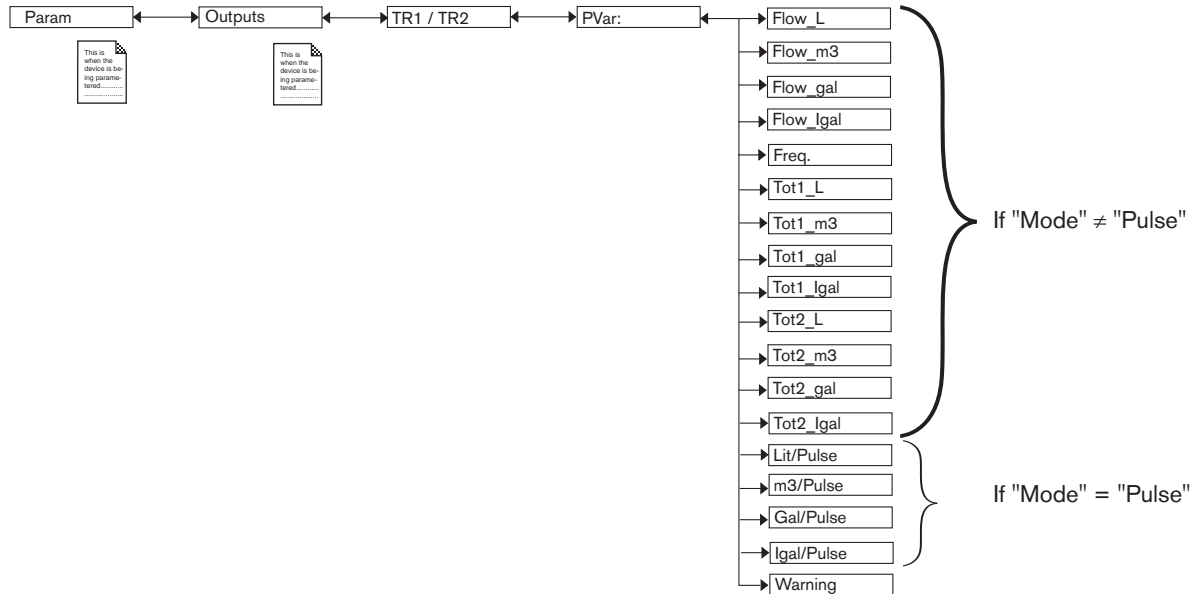 Param
Outputs
TR1 / TR2
PVar:
This is
when the
device is be-
ing parame-
tered...........
...................
This is
when the
device is be-
ing parame-
tered...........
...................
Flow_L
Flow_m3
Flow_gal
Flow_Igal
Freq.
Tot1_L
Tot1_m3
Tot1_gal
Tot1_Igal
Tot2_L
Tot2_m3
Tot2_gal
Tot2_Igal
If "Mode" ≠ "Pulse"
Lit/Pulse
m3/Pulse
Gal/Pulse
Igal/Pulse
If "Mode" = "Pulse"
Warning